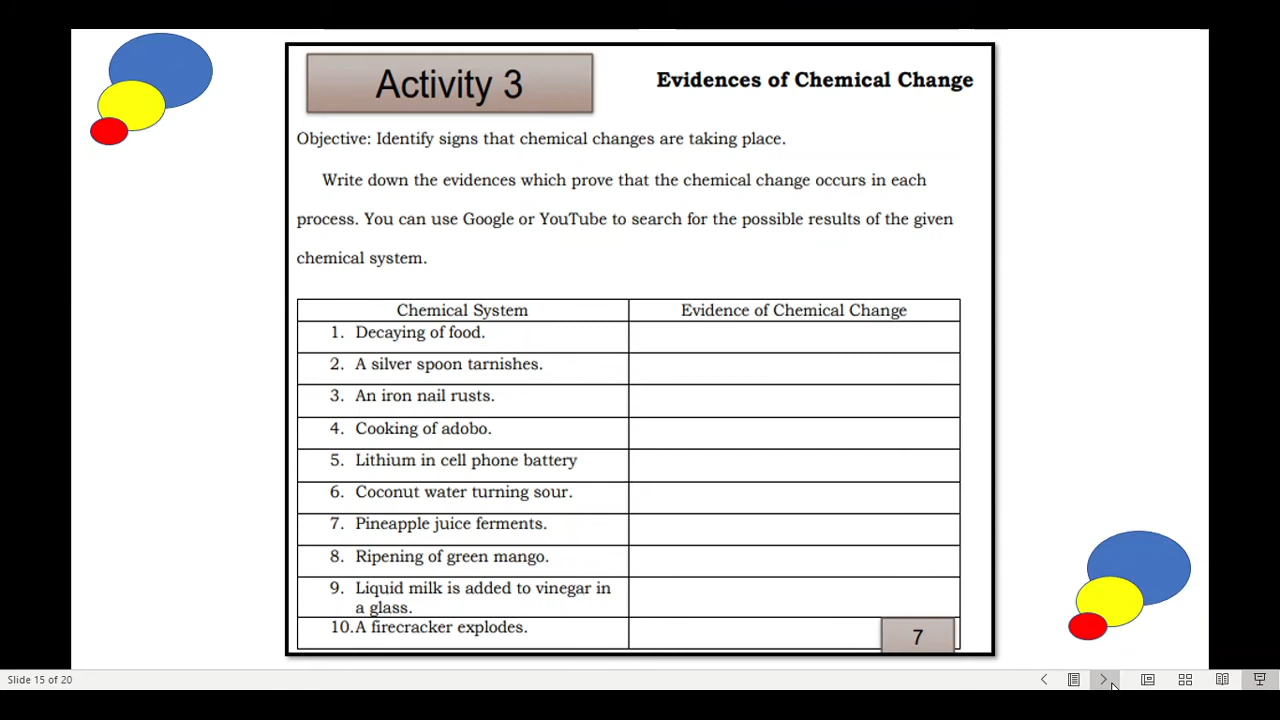 Activity 3
Evidences of Chemical Change
Objective: Identify signs that chemical changes are taking place.
Write down the evidences which prove that the chemical change occurs in each
process. You can use Google or YouTube to search for the possible results of the given
chemical system.
Chemical System
Evidence of Chemical Change
1. Decaying of food.
2. A silver spoon tarnishes.
3. An iron nail rusts.
4. Cooking of adobo.
5. Lithium in cell phone battery
6. Coconut water turning sour.
7. Pineapple juice ferments.
8. Ripening of green mango.
9. Liquid milk is added to vinegar in
a glass.
10.A firecracker explodes.
7
Slide 15 of 20